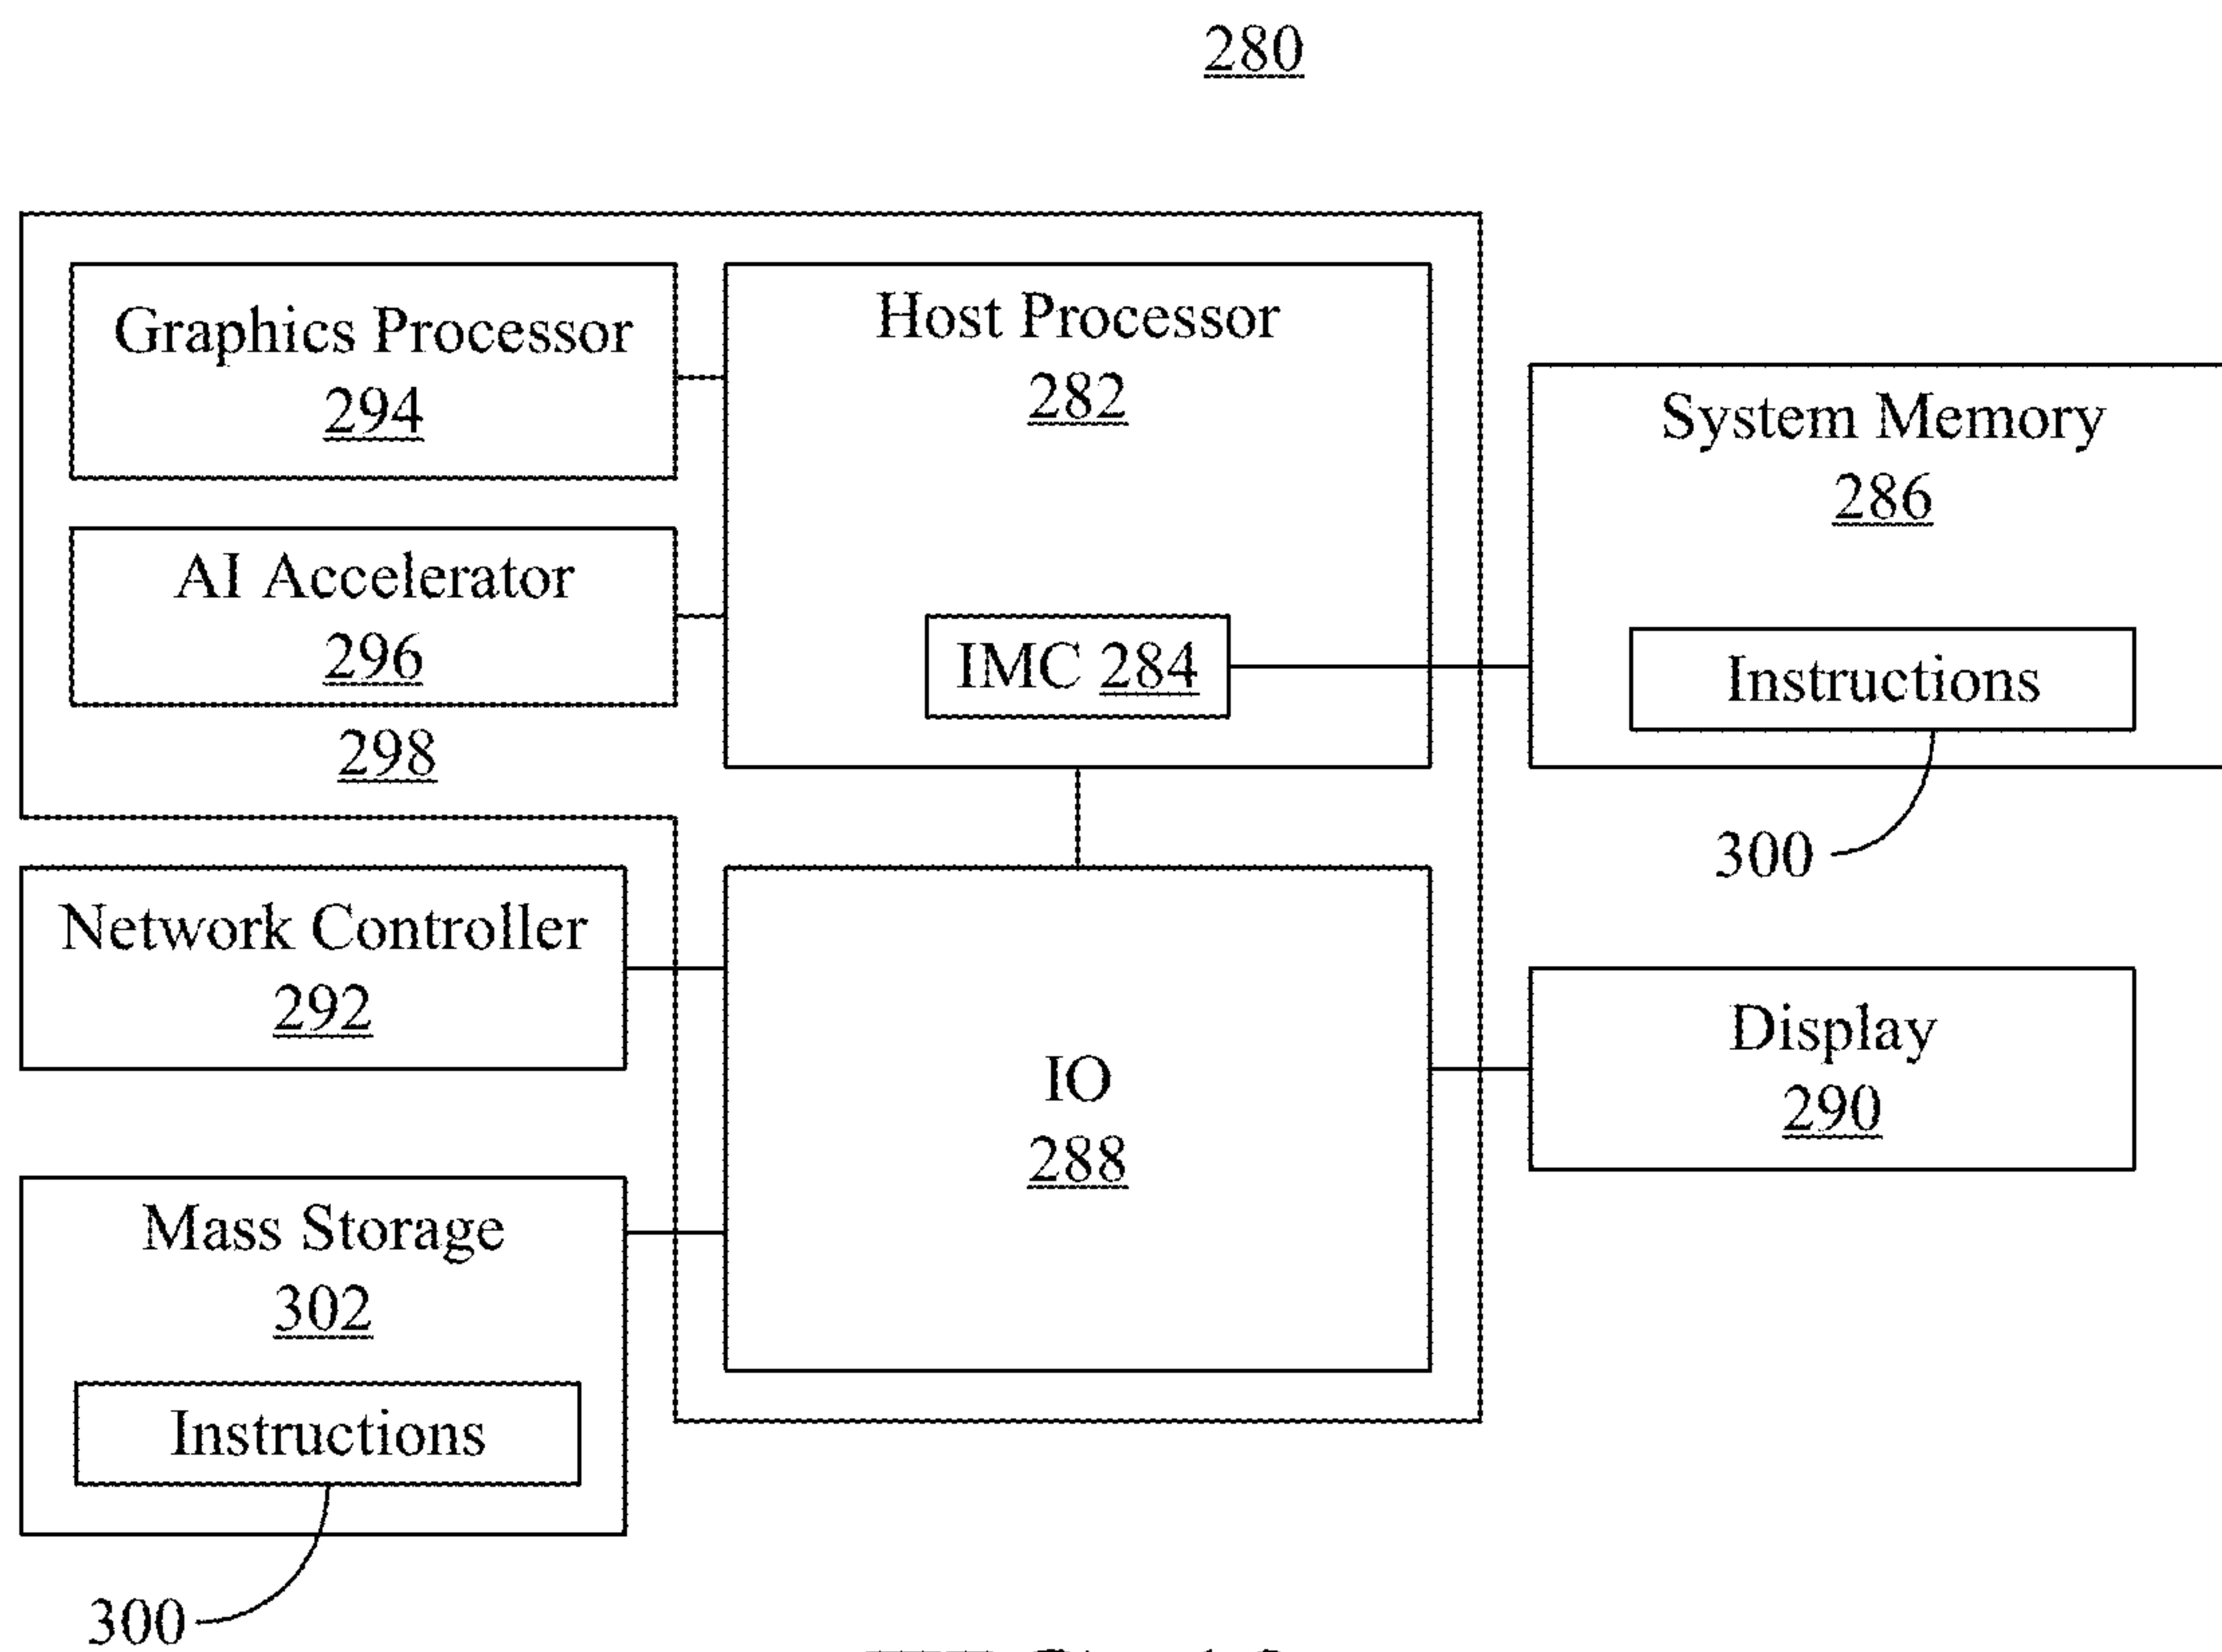 280
Graphics Processor
294
Host Processor
282
System Memory
286
AI Accelerator
296
IMC 284
Instructions
298
300
Network Controller
292
IO
288
Display
290
Mass Storage
302
Instructions
300